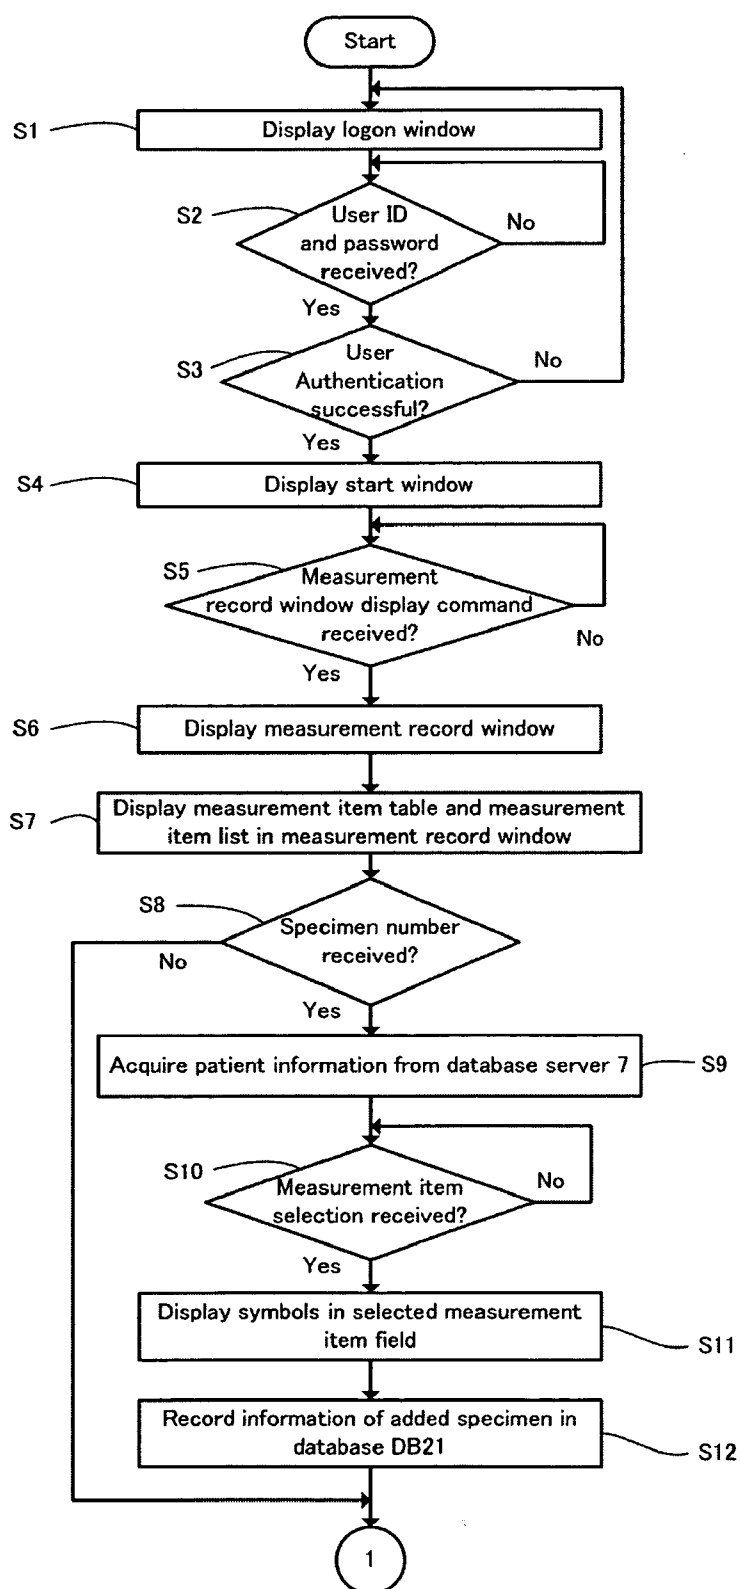 Start
S1
Display logon window
S2
User ID
and password
received?
No
Yes
S3
User
Authentication
successful?
No
Yes
S4
Display start window
S5
Measurement
record window display command
received?
No
Yes
S6
Display measurement record window
S7
Display measurement item table and measurement
item list in measurement record window
S8
Specimen number
received?
No
Yes
Acquire patient information from database server 7
S9
S10
Measurement item
selection received?
No
Yes
Display symbols in selected measurement
item field
S11
Record information of added specimen in
database DB21
S12
1